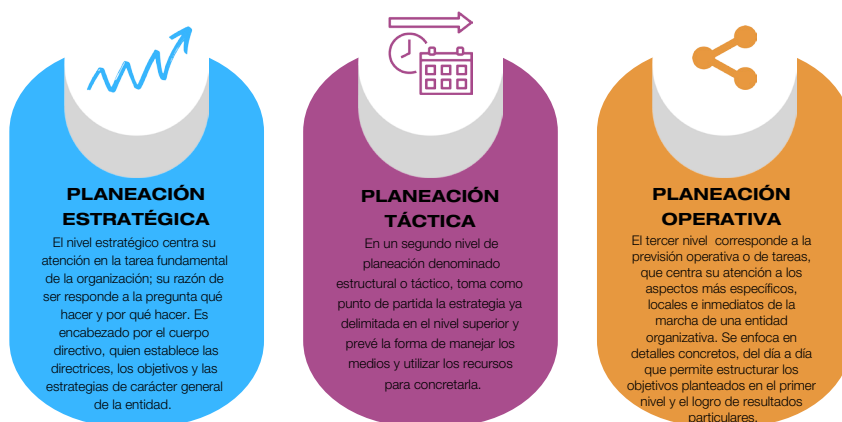 PLANEACIÓN
ESTRATÉGICA
El nivel estratégico centra su
atención en la tarea fundamental
de la organización; su razón de
ser responde a la pregunta qué
hacer y por qué hacer. Es
encabezado por el cuerpo
directivo, quien establece las
directrices, los objetivos y las
estrategias de carácter general
de la entidad.
PLANEACIÓN
TÁCTICA
En un segundo nivel de
planeación denominado
estructural o táctico, toma como
punto de partida la estrategia ya
delimitada en el nivel superior y
prevé la forma de manejar los
medios y utilizar los recursos
para concretarla.
PLANEACIÓN
OPERATIVA
El tercer nivel corresponde a la
previsión operativa o de tareas,
que centra su atención a los
aspectos más específicos,
locales e inmediatos de la
marcha de una entidad
organizativa. Se enfoca en
detalles concretos, del día a día
que permite estructurar los
objetivos planteados en el primer
nivel y el logro de resultados
particulares.